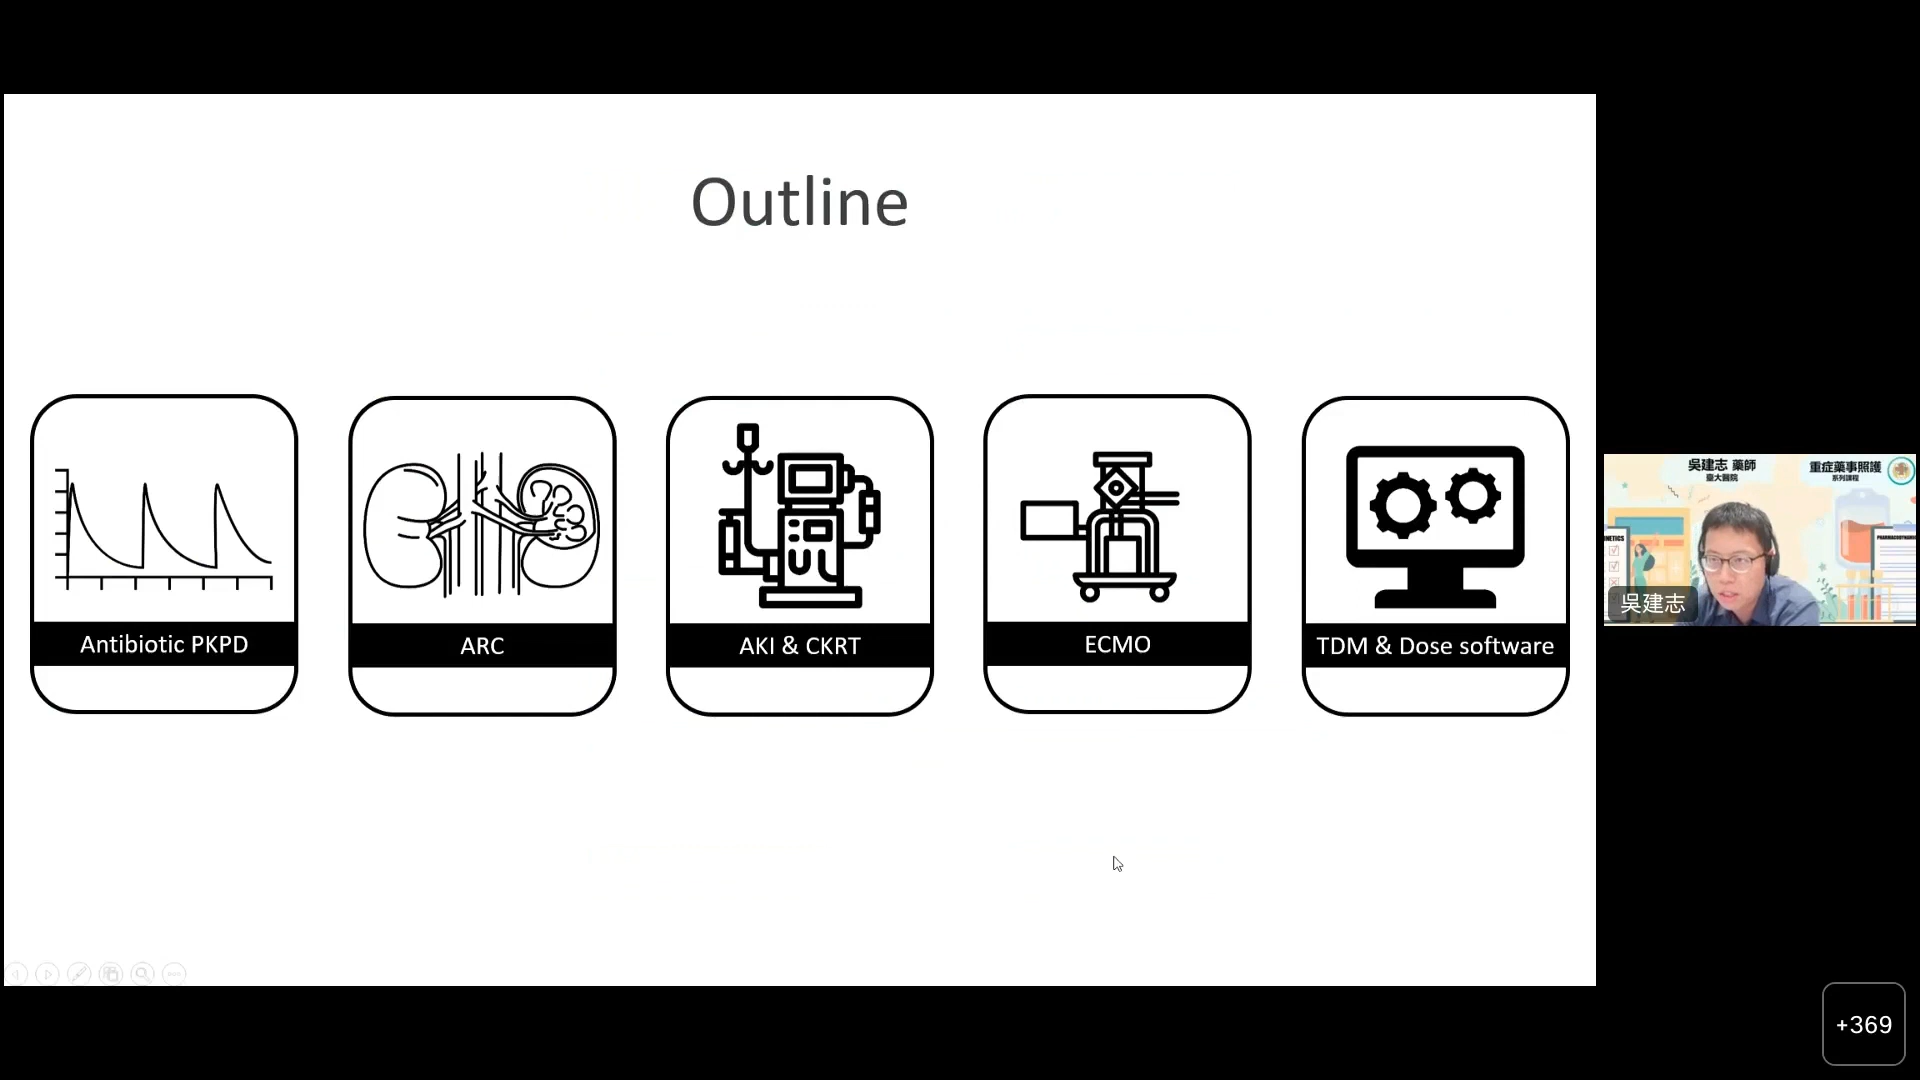 Outline
Antibiotic PKPD
ARC
AKI & CKRT
ECMO
TDM & Dose software
吳建志 藥師
臺大醫院
重症藥事照護
系列課程
吳建志
+369